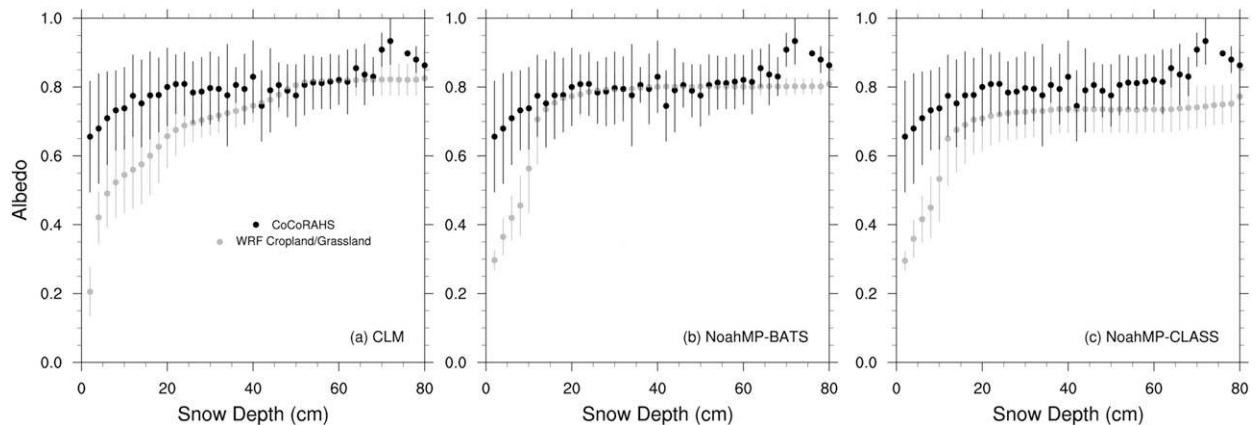 1.0
0.8
0.6
0.4
0.2
0.0
Albedo
CoCoRAHS
WRF Cropland/Grassland
(a) CLM
0 20 40 60 80
Snow Depth (cm)
1.0
0.8
0.6
0.4
0.2
0.0
(b) NoahMP-BATS
0 20 40 60 80
Snow Depth (cm)
1.0
0.8
0.6
0.4
0.2
0.0
(c) NoahMP-CLASS
0 20 40 60 80
Snow Depth (cm)